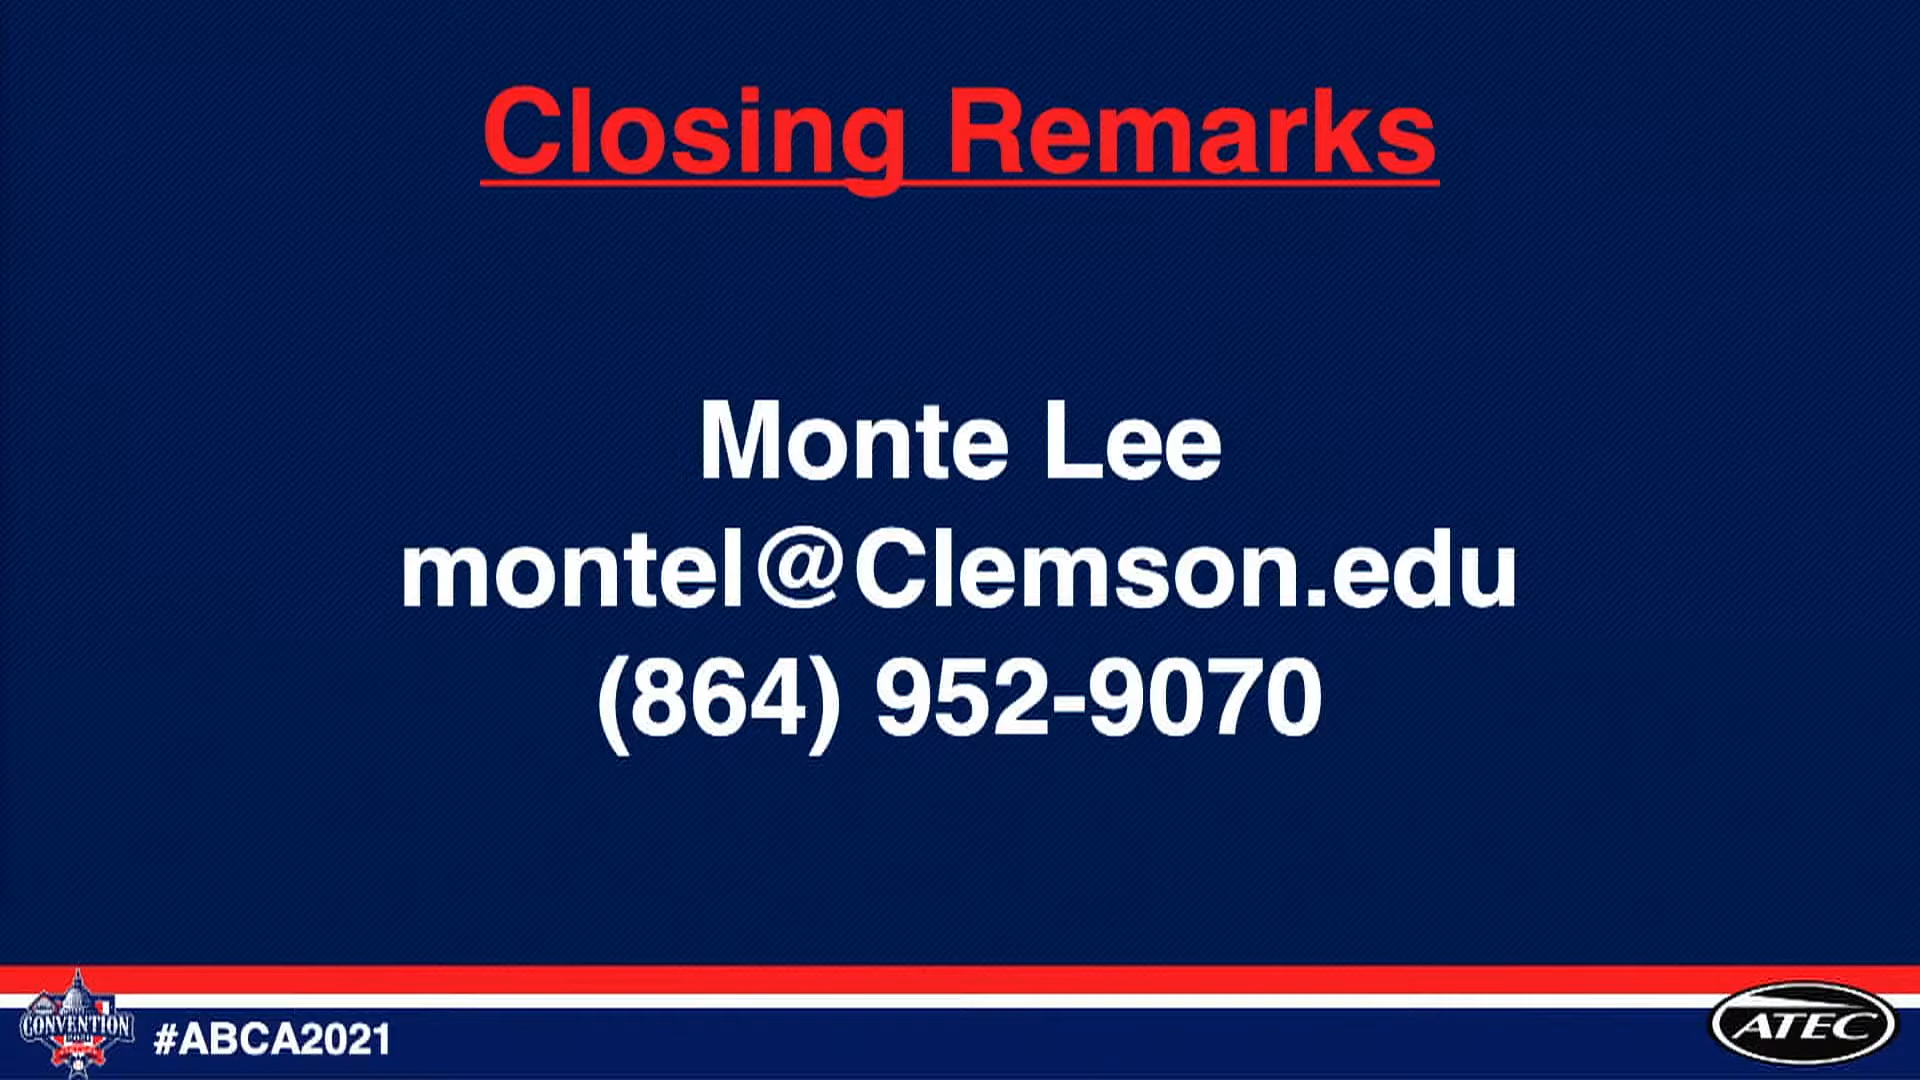 Closing Remarks
Monte Lee
montel@Clemson.edu
(864) 952-9070
CONVENTION
#ABCA2021
ATEC